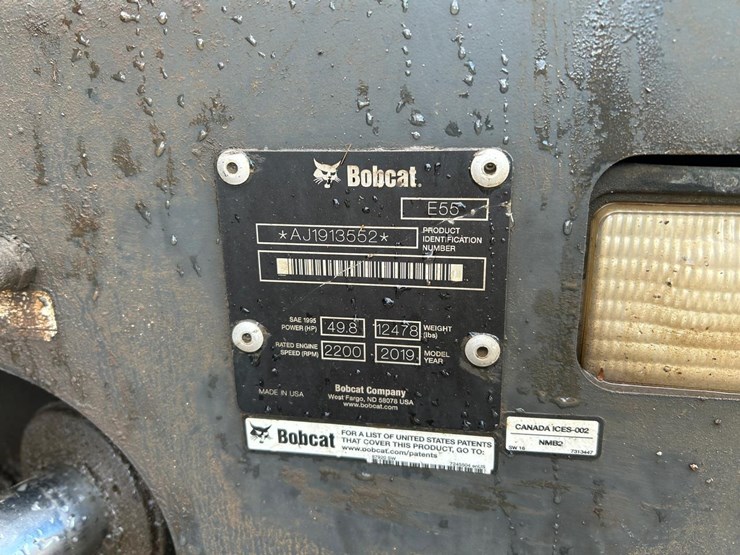 Bobcat.
E55
*AJ1913552*
PRODUCT
IDENTIFICATION
NUMBER
SAE 1995
POWER (HP) 49.8 12478 WEIGHT
(lbs)
RATED ENGINE
SPEED (RPM) 2200 2019 MODEL
YEAR
MADE IN USA
Bobcat Company
West Fargo, ND 58078 USA
www.bobcat.com
Bobcat
FOR A LIST OF UNITED STATES PATENTS
THAT COVER THIS PRODUCT, GO TO:
www.bobcat.com/patents
CANADA ICES-002
NMB2
SW 16 7313447